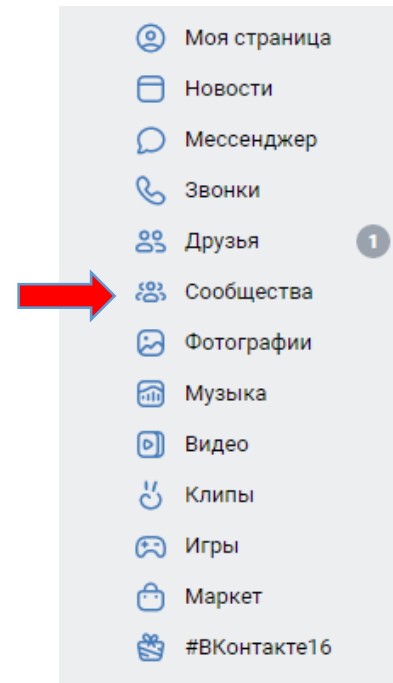 Моя страница
Новости
Мессенджер
Звонки
Друзья 1
Сообщества
Фотографии
Музыка
Видео
Клипы
Игры
Маркет
#ВКонтакте16